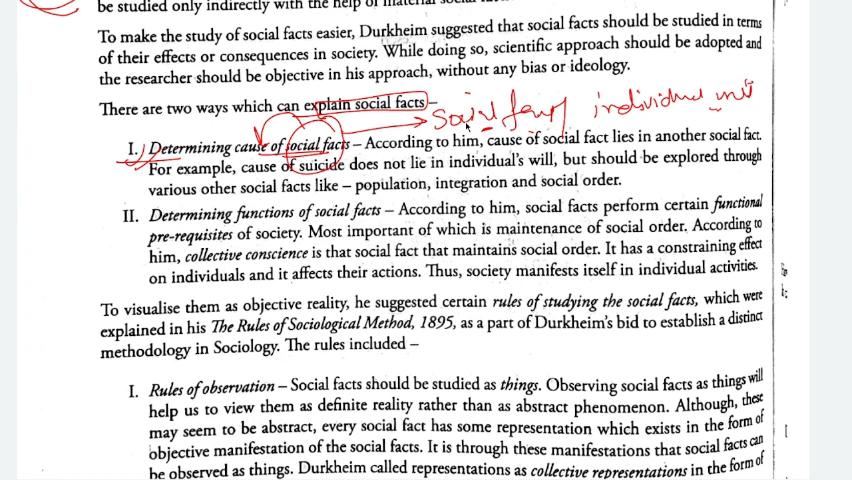 be studied only indirectly with the help of material social
To make the study of social facts easier, Durkheim suggested that social facts should be studied in terms
of their effects or consequences in society. While doing so, scientific approach should be adopted and
the researcher should be objective in his approach, without any bias or ideology.
There are two ways which can explain social facts –
Social fact individual
I. Determining cause of social facts – According to him, cause of social fact lies in another social fact.
For example, cause of suicide does not lie in individual's will, but should be explored through
various other social facts like – population, integration and social order.
II. Determining functions of social facts – According to him, social facts perform certain functional
pre-requisites of society. Most important of which is maintenance of social order. According to
him, collective conscience is that social fact that maintains social order. It has a constraining effect
on individuals and it affects their actions. Thus, society manifests itself in individual activities.
To visualise them as objective reality, he suggested certain rules of studying the social facts, which were
explained in his The Rules of Sociological Method, 1895, as a part of Durkheim's bid to establish a distinct
methodology in Sociology. The rules included –
I. Rules of observation – Social facts should be studied as things. Observing social facts as things will
help us to view them as definite reality rather than as abstract phenomenon. Although, these
may seem to be abstract, every social fact has some representation which exists in the form of
objective manifestation of the social facts. It is through these manifestations that social facts can
be observed as things. Durkheim called representations as collective representations in the form of